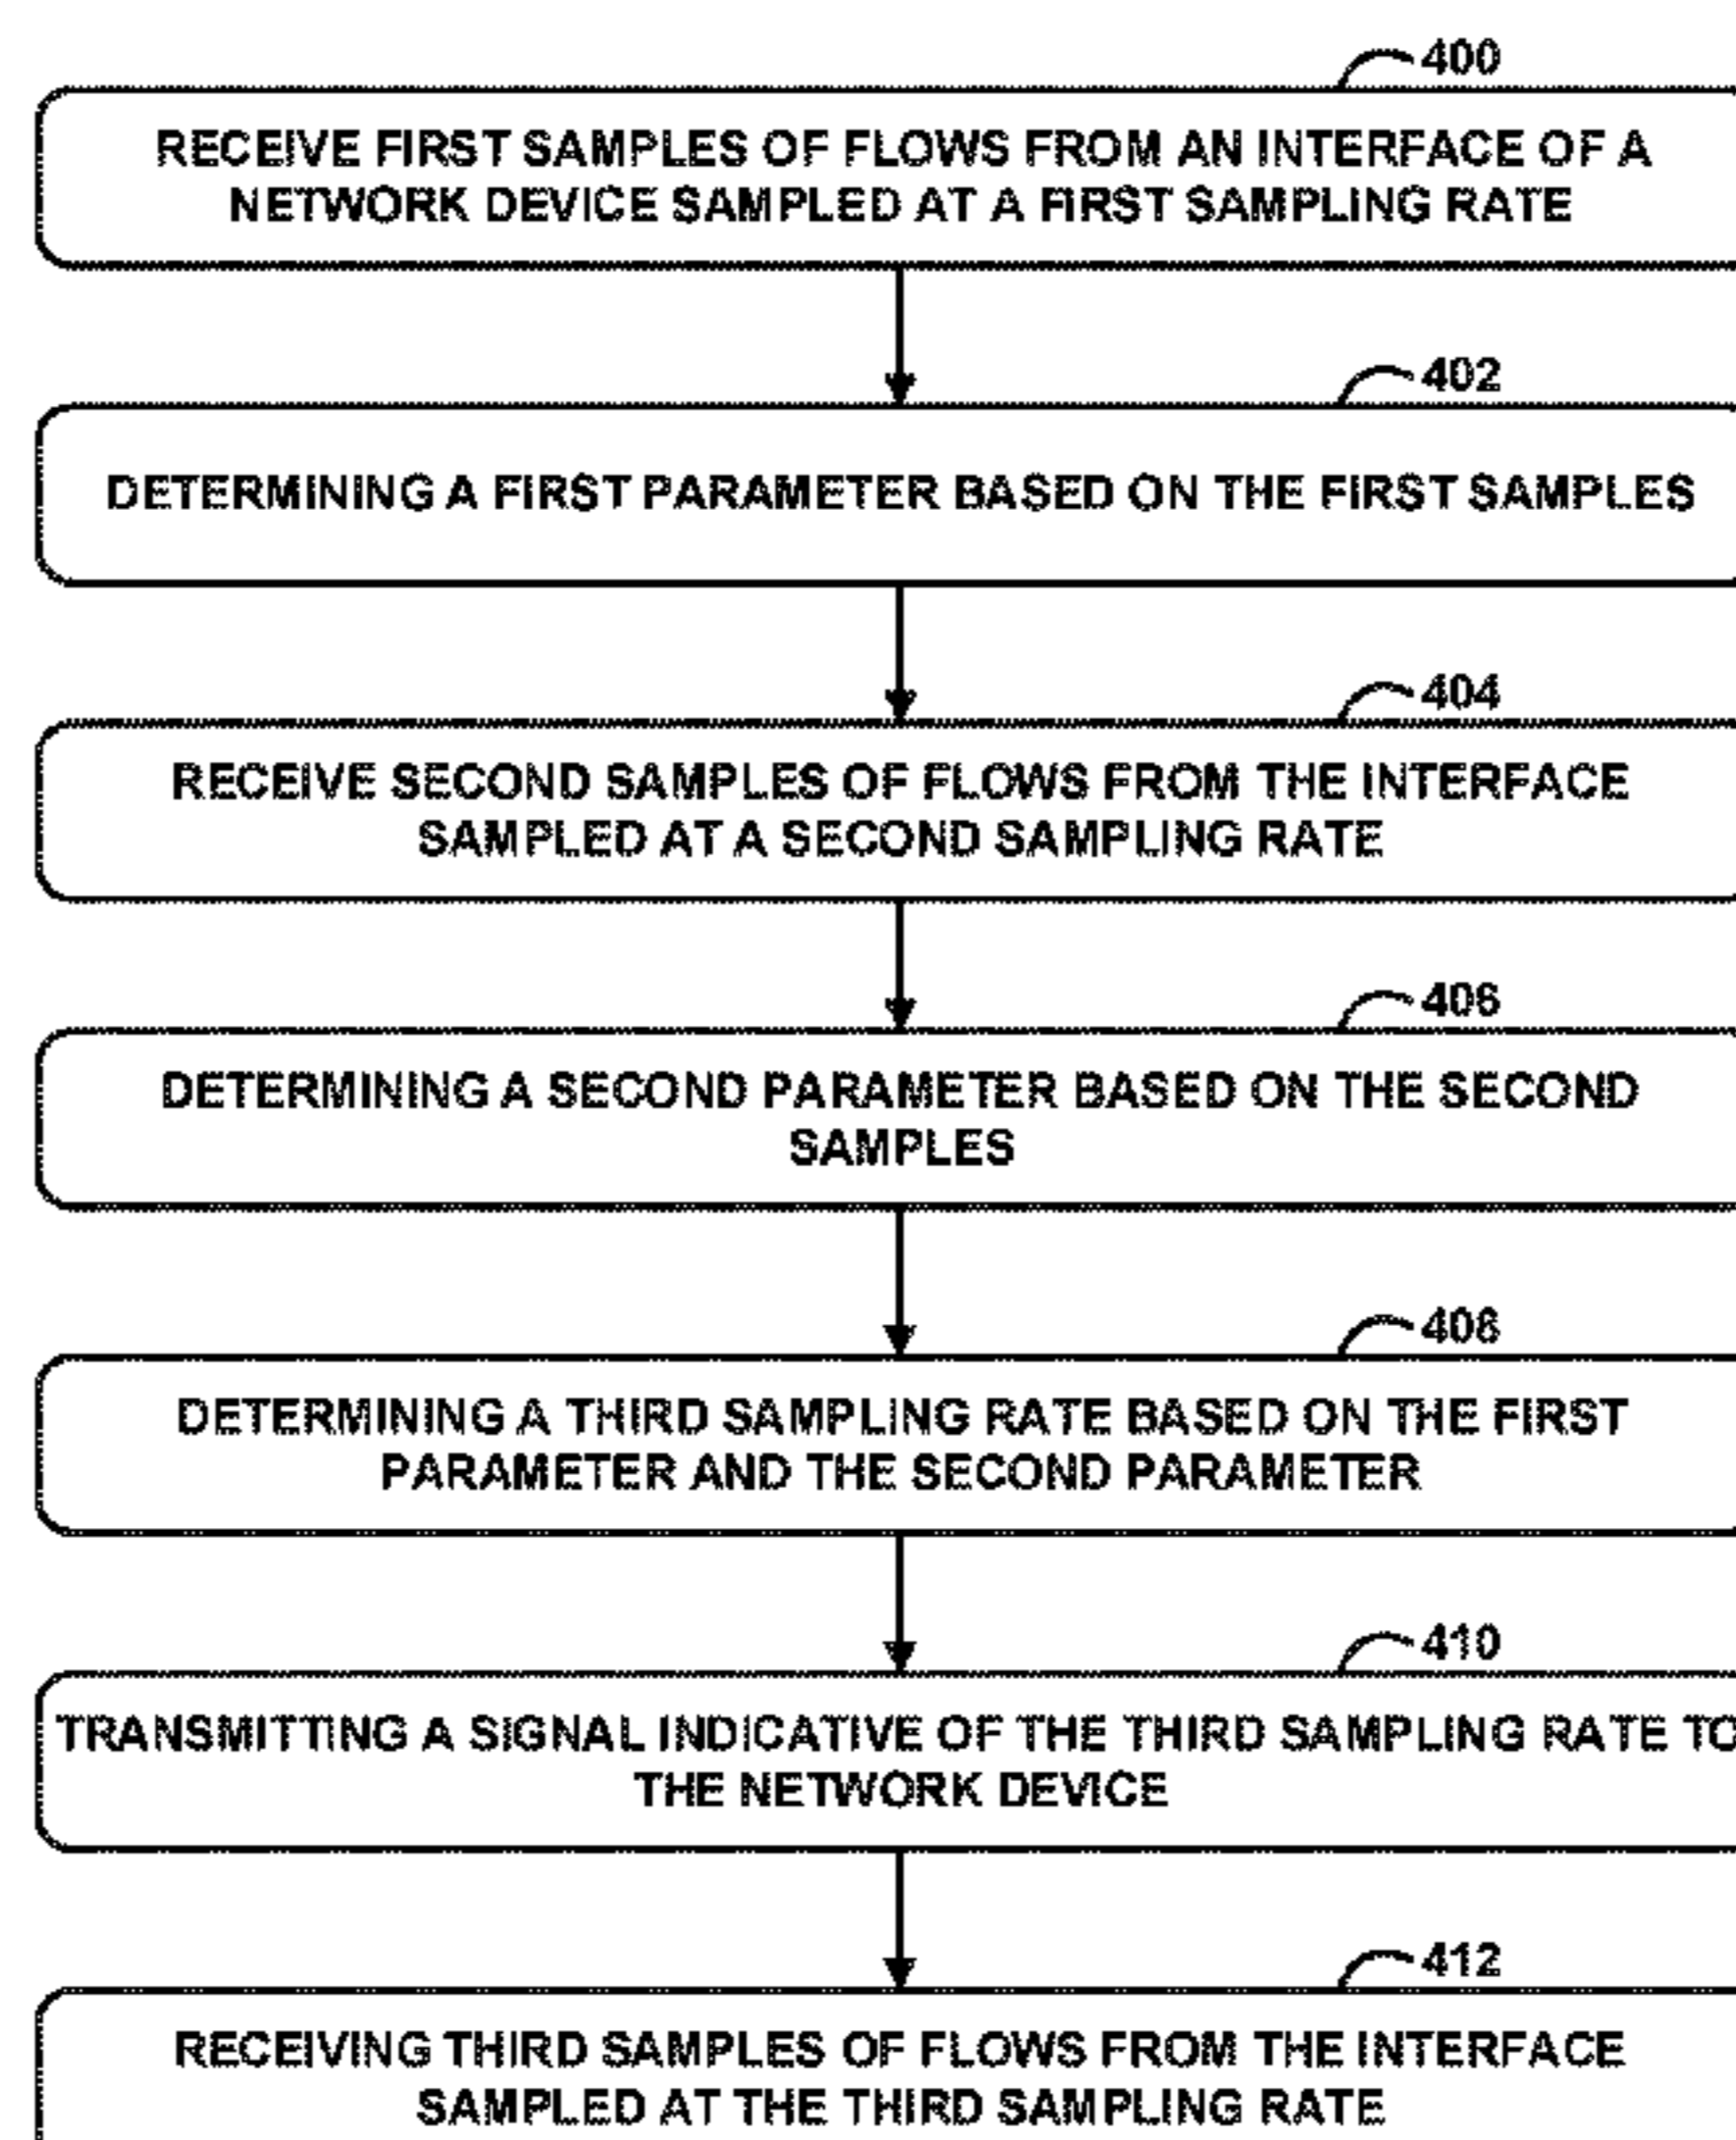 400
RECEIVE FIRST SAMPLES OF FLOWS FROM AN INTERFACE OF A
NETWORK DEVICE SAMPLED AT A FIRST SAMPLING RATE
402
DETERMINING A FIRST PARAMETER BASED ON THE FIRST SAMPLES
404
RECEIVE SECOND SAMPLES OF FLOWS FROM THE INTERFACE
SAMPLED AT A SECOND SAMPLING RATE
406
DETERMINING A SECOND PARAMETER BASED ON THE SECOND
SAMPLES
408
DETERMINING A THIRD SAMPLING RATE BASED ON THE FIRST
PARAMETER AND THE SECOND PARAMETER
410
TRANSMITTING A SIGNAL INDICATIVE OF THE THIRD SAMPLING RATE TO
THE NETWORK DEVICE
412
RECEIVING THIRD SAMPLES OF FLOWS FROM THE INTERFACE
SAMPLED AT THE THIRD SAMPLING RATE